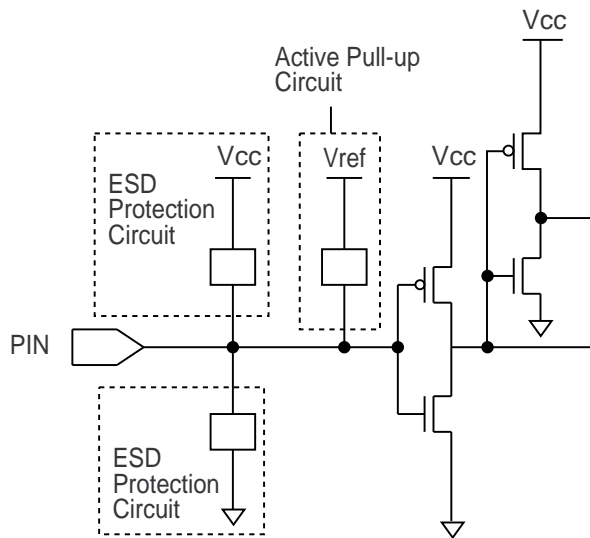 Vcc
Active Pull-up
Circuit
Vcc
ESD
Protection
Circuit
Vref
Vcc
PIN
ESD
Protection
Circuit